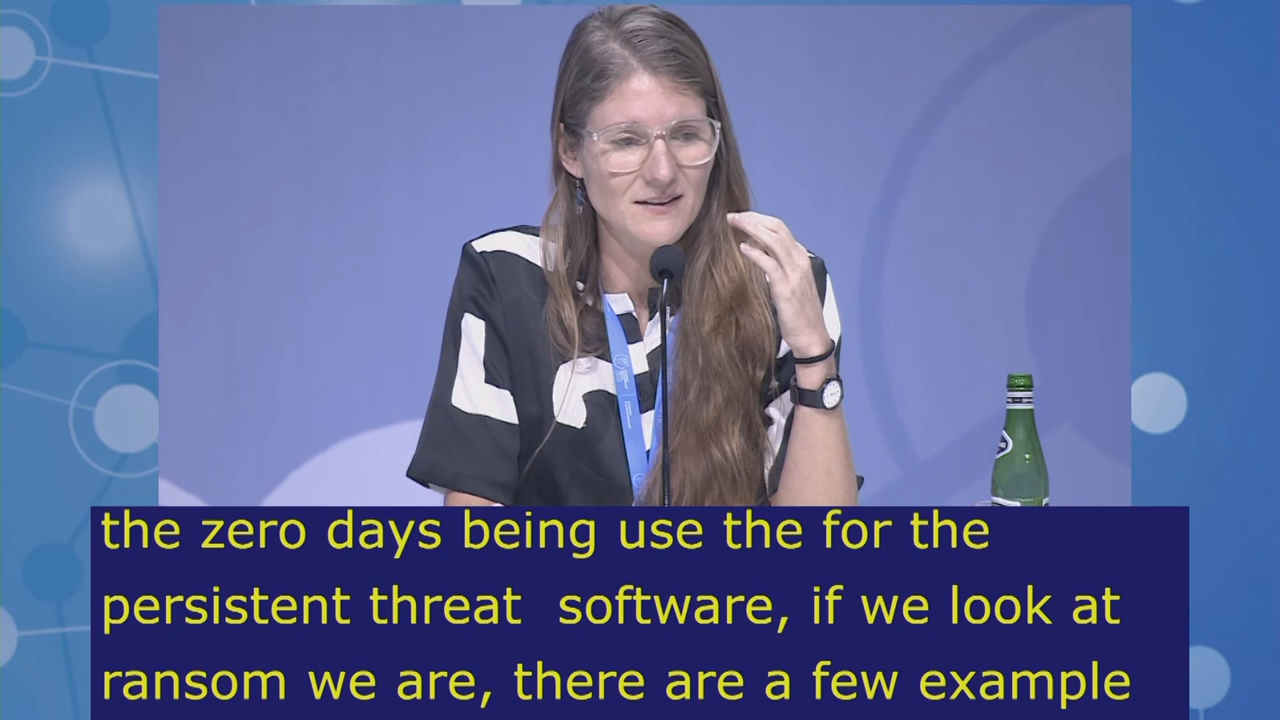 the zero days being use the for the
persistent threat  software, if we look at
ransom we are, there are a few example